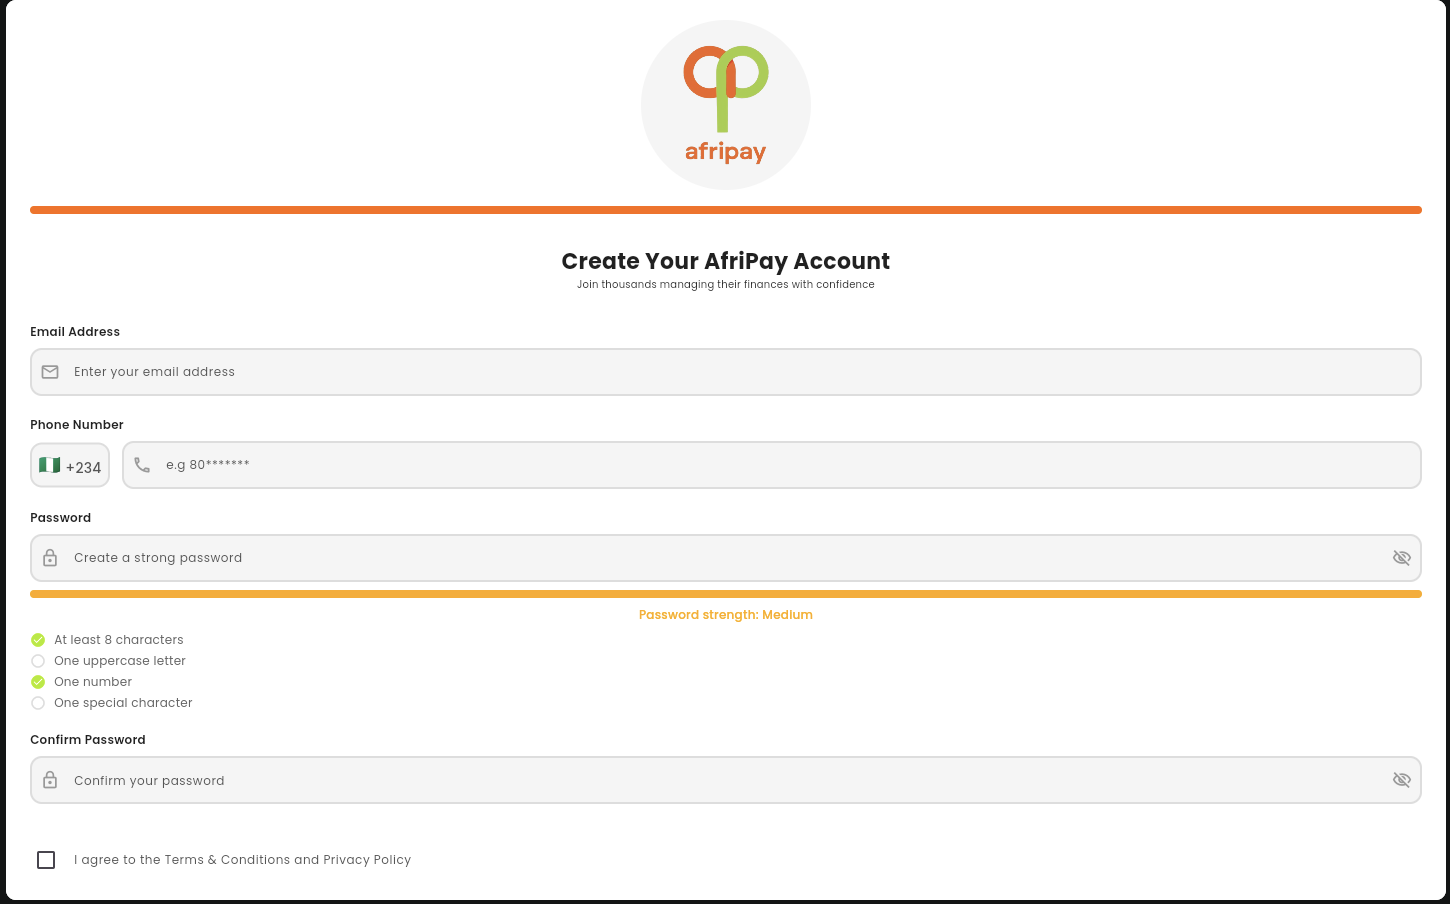 afripay
Create Your AfriPay Account
Join thousands managing their finances with confidence
Email Address
Enter your email address
Phone Number
+234 e.g 80*******
Password
Create a strong password
Password strength: Medium
At least 8 characters
One uppercase letter
One number
One special character
Confirm Password
Confirm your password
I agree to the Terms & Conditions and Privacy Policy